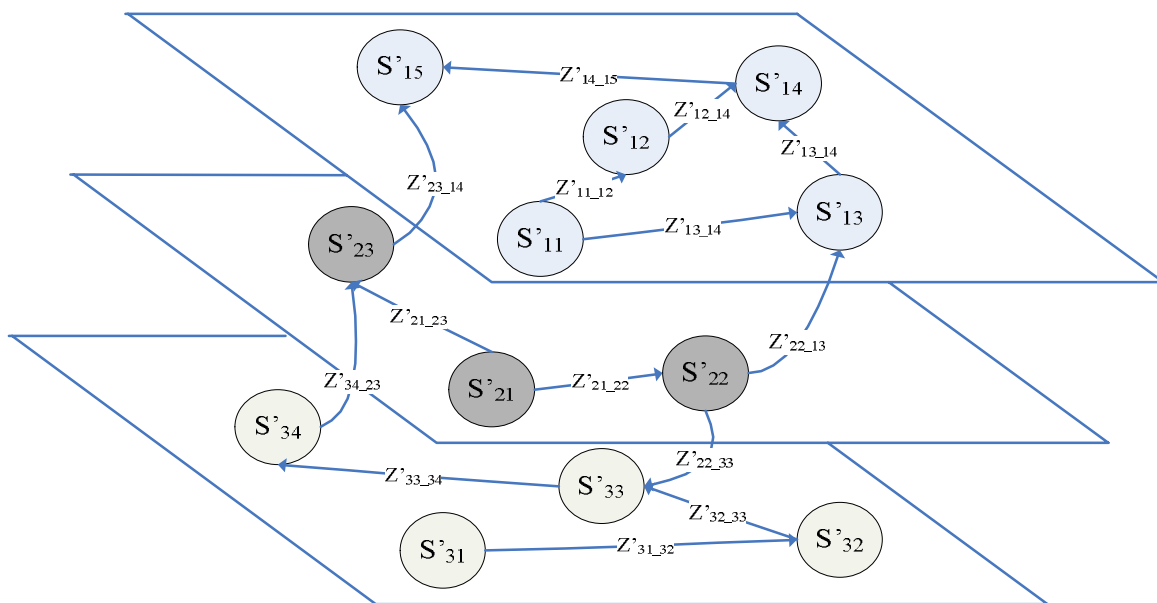 S’15
Z’14_15
S’14
Z’12_14
S’12
Z’13_14
Z’23_14
Z’11_12
S’13
Z’13_14
S’11
S’23
Z’21_23
Z’22_13
S’22
Z’34_23
Z’21_22
S’21
S’34
Z’22_33
Z’33_34
S’33
Z’32_33
S’32
Z’31_32
S’31